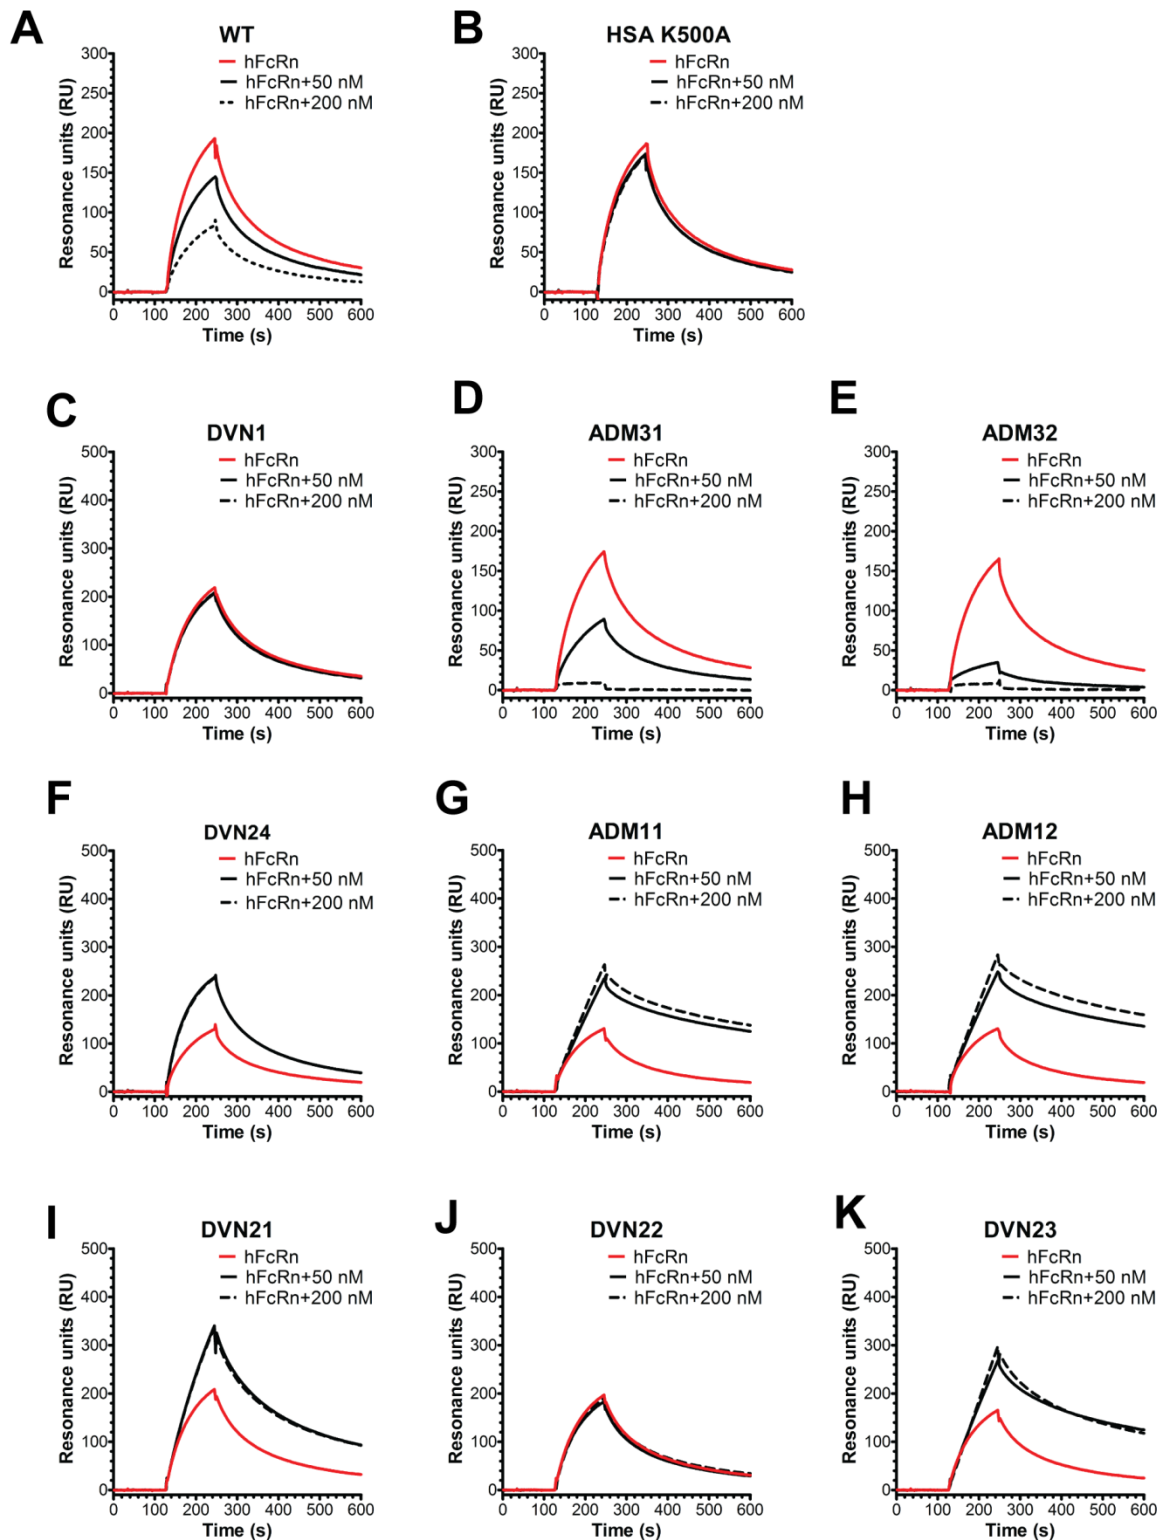 A
WT
hFcRn
hFcRn+50 nM
hFcRn+200 nM
Resonance units (RU)
300
250
200
150
100
50
0
0 100 200 300 400 500 600
Time (s)
B
HSA K500A
hFcRn
hFcRn+50 nM
hFcRn+200 nM
Resonance units (RU)
300
250
200
150
100
50
0
0 100 200 300 400 500 600
Time (s)
C
DVN1
hFcRn
hFcRn+50 nM
hFcRn+200 nM
Resonance units (RU)
500
400
300
200
100
0
0 100 200 300 400 500 600
Time (s)
D
ADM31
hFcRn
hFcRn+50 nM
hFcRn+200 nM
Resonance units (RU)
300
250
200
150
100
50
0
0 100 200 300 400 500 600
Time (s)
E
ADM32
hFcRn
hFcRn+50 nM
hFcRn+200 nM
Resonance units (RU)
300
250
200
150
100
50
0
0 100 200 300 400 500 600
Time (s)
F
DVN24
hFcRn
hFcRn+50 nM
hFcRn+200 nM
Resonance units (RU)
500
400
300
200
100
0
0 100 200 300 400 500 600
Time (s)
G
ADM11
hFcRn
hFcRn+50 nM
hFcRn+200 nM
Resonance units (RU)
500
400
300
200
100
0
0 100 200 300 400 500 600
Time (s)
H
ADM12
hFcRn
hFcRn+50 nM
hFcRn+200 nM
Resonance units (RU)
500
400
300
200
100
0
0 100 200 300 400 500 600
Time (s)
I
DVN21
hFcRn
hFcRn+50 nM
hFcRn+200 nM
Resonance units (RU)
500
400
300
200
100
0
0 100 200 300 400 500 600
Time (s)
J
DVN22
hFcRn
hFcRn+50 nM
hFcRn+200 nM
Resonance units (RU)
500
400
300
200
100
0
0 100 200 300 400 500 600
Time (s)
K
DVN23
hFcRn
hFcRn+50 nM
hFcRn+200 nM
Resonance units (RU)
500
400
300
200
100
0
0 100 200 300 400 500 600
Time (s)